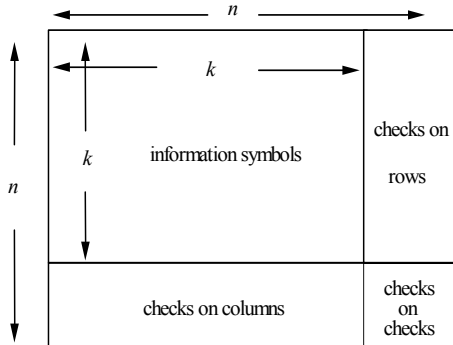 n
k
checks on
rows
information symbols
k
n
checks on columns
checks
on
checks